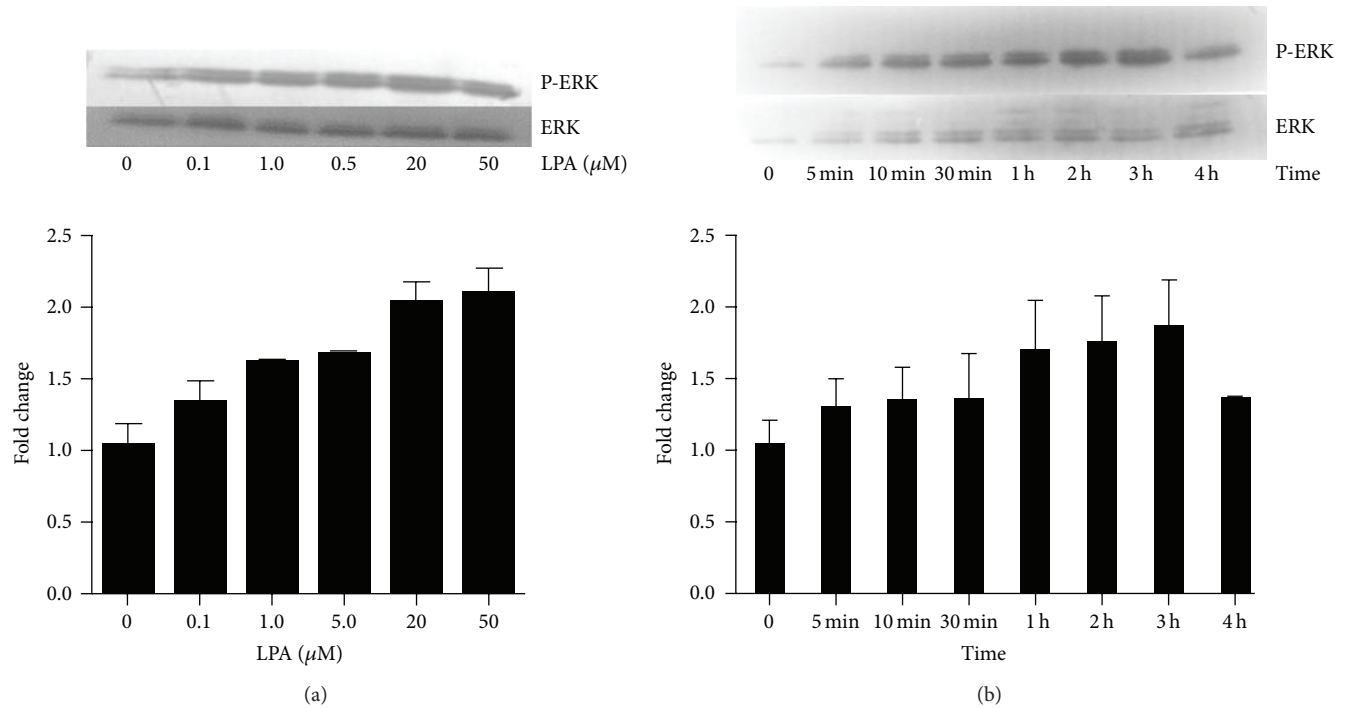 P-ERK
ERK
0 0.1 1.0 0.5 20 50 LPA (μM)
2.5
2.0
1.5
1.0
0.5
0.0
Fold change
0 0.1 1.0 5.0 20 50
LPA (μM)
(a)
P-ERK
ERK
0 5 min 10 min 30 min 1 h 2 h 3 h 4 h Time
2.5
2.0
1.5
1.0
0.5
0.0
Fold change
0 5 min 10 min 30 min 1 h 2 h 3 h 4 h
Time
(b)